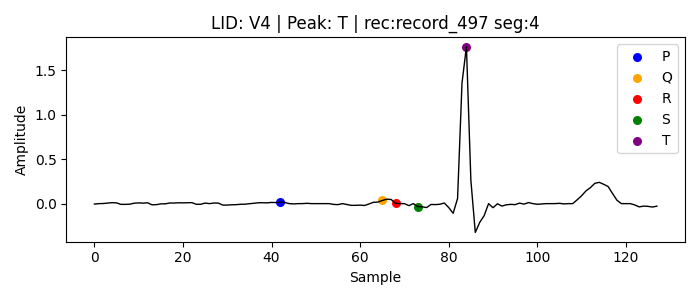 LID: V4 | Peak: T | rec:record_497 seg:4
P
Q
R
S
T
Amplitude
1.5
1.0
0.5
0.0
0 20 40 60 80 100 120
Sample